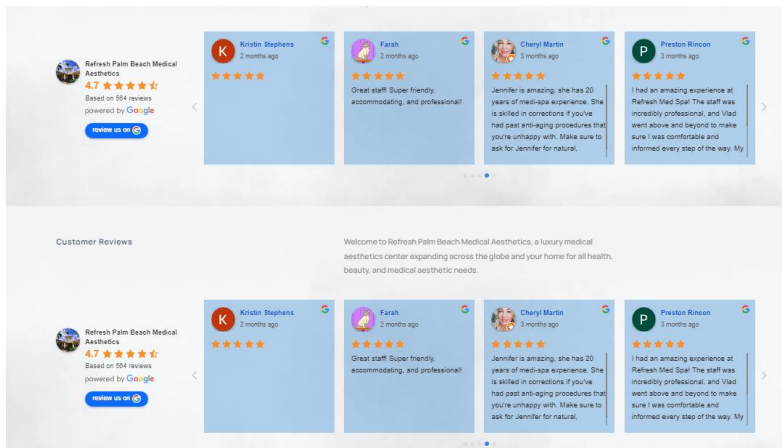 Refresh Palm Beach Medical
Aesthetics
4.7
Based on 564 reviews
powered by Google
review us on G
K
Kristin Stephens
2 months ago
Farah
2 months ago
Great staff! Super friendly,
accommodating, and professional!
Cheryl Martin
3 months ago
Jennifer is amazing, she has 20
years of medi-spa experience. She
is skilled in corrections if you've
had past anti-aging procedures that
you're unhappy with. Make sure to
ask for Jennifer for natural,
P
Preston Rincon
3 months ago
I had an amazing experience at
Refresh Med Spa! The staff was
incredibly professional, and Vlad
went above and beyond to make
sure I was comfortable and
informed every step of the way. My
Customer Reviews
Welcome to Refresh Palm Beach Medical Aesthetics, a luxury medical
aesthetics center expanding across the globe and your home for all health,
beauty, and medical aesthetic needs.
Refresh Palm Beach Medical
Aesthetics
4.7
Based on 564 reviews
powered by Google
review us on G
K
Kristin Stephens
2 months ago
Farah
2 months ago
Great staff! Super friendly,
accommodating, and professional!
Cheryl Martin
3 months ago
Jennifer is amazing, she has 20
years of medi-spa experience. She
is skilled in corrections if you've
had past anti-aging procedures that
you're unhappy with. Make sure to
ask for Jennifer for natural,
P
Preston Rincon
3 months ago
I had an amazing experience at
Refresh Med Spa! The staff was
incredibly professional, and Vlad
went above and beyond to make
sure I was comfortable and
informed every step of the way. My